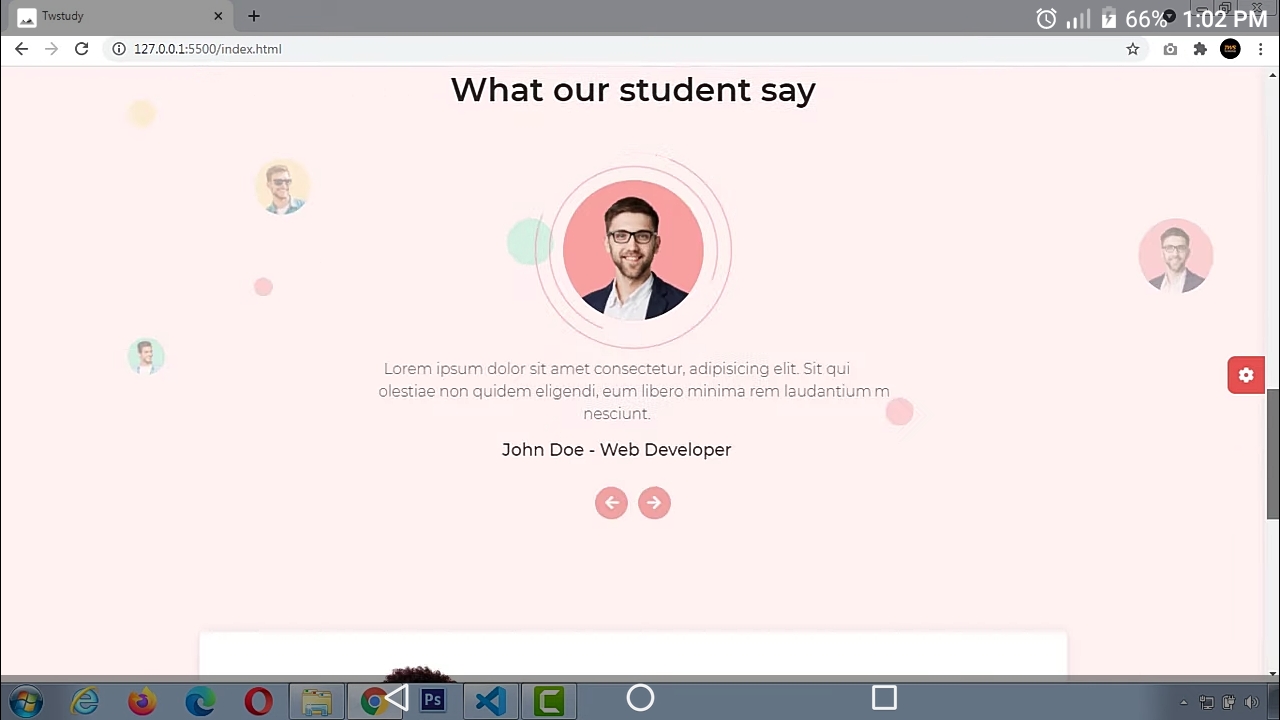 Twstudy
66% 1:02 PM
127.0.0.1:5500/index.html
What our student say
Lorem ipsum dolor sit amet consectetur, adipisicing elit. Sit qui
olestiae non quidem eligendi, eum libero minima rem laudantium m
nesciunt.
John Doe - Web Developer
Ps